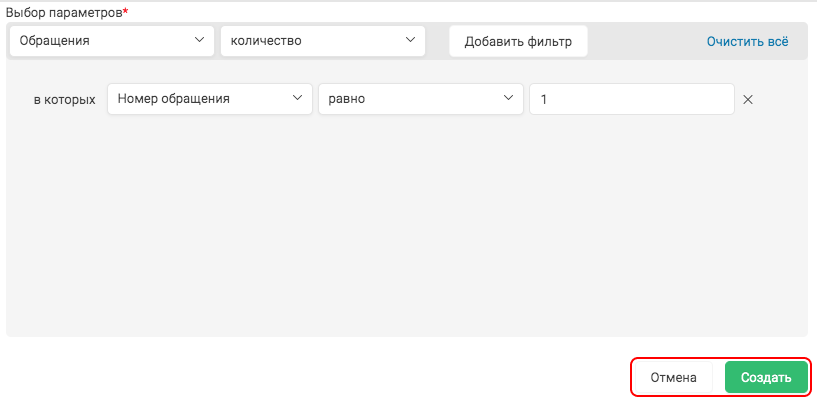 Выбор параметров*
Обращения количество Добавить фильтр Очистить всё
в которых Номер обращения равно 1
Отмена Создать